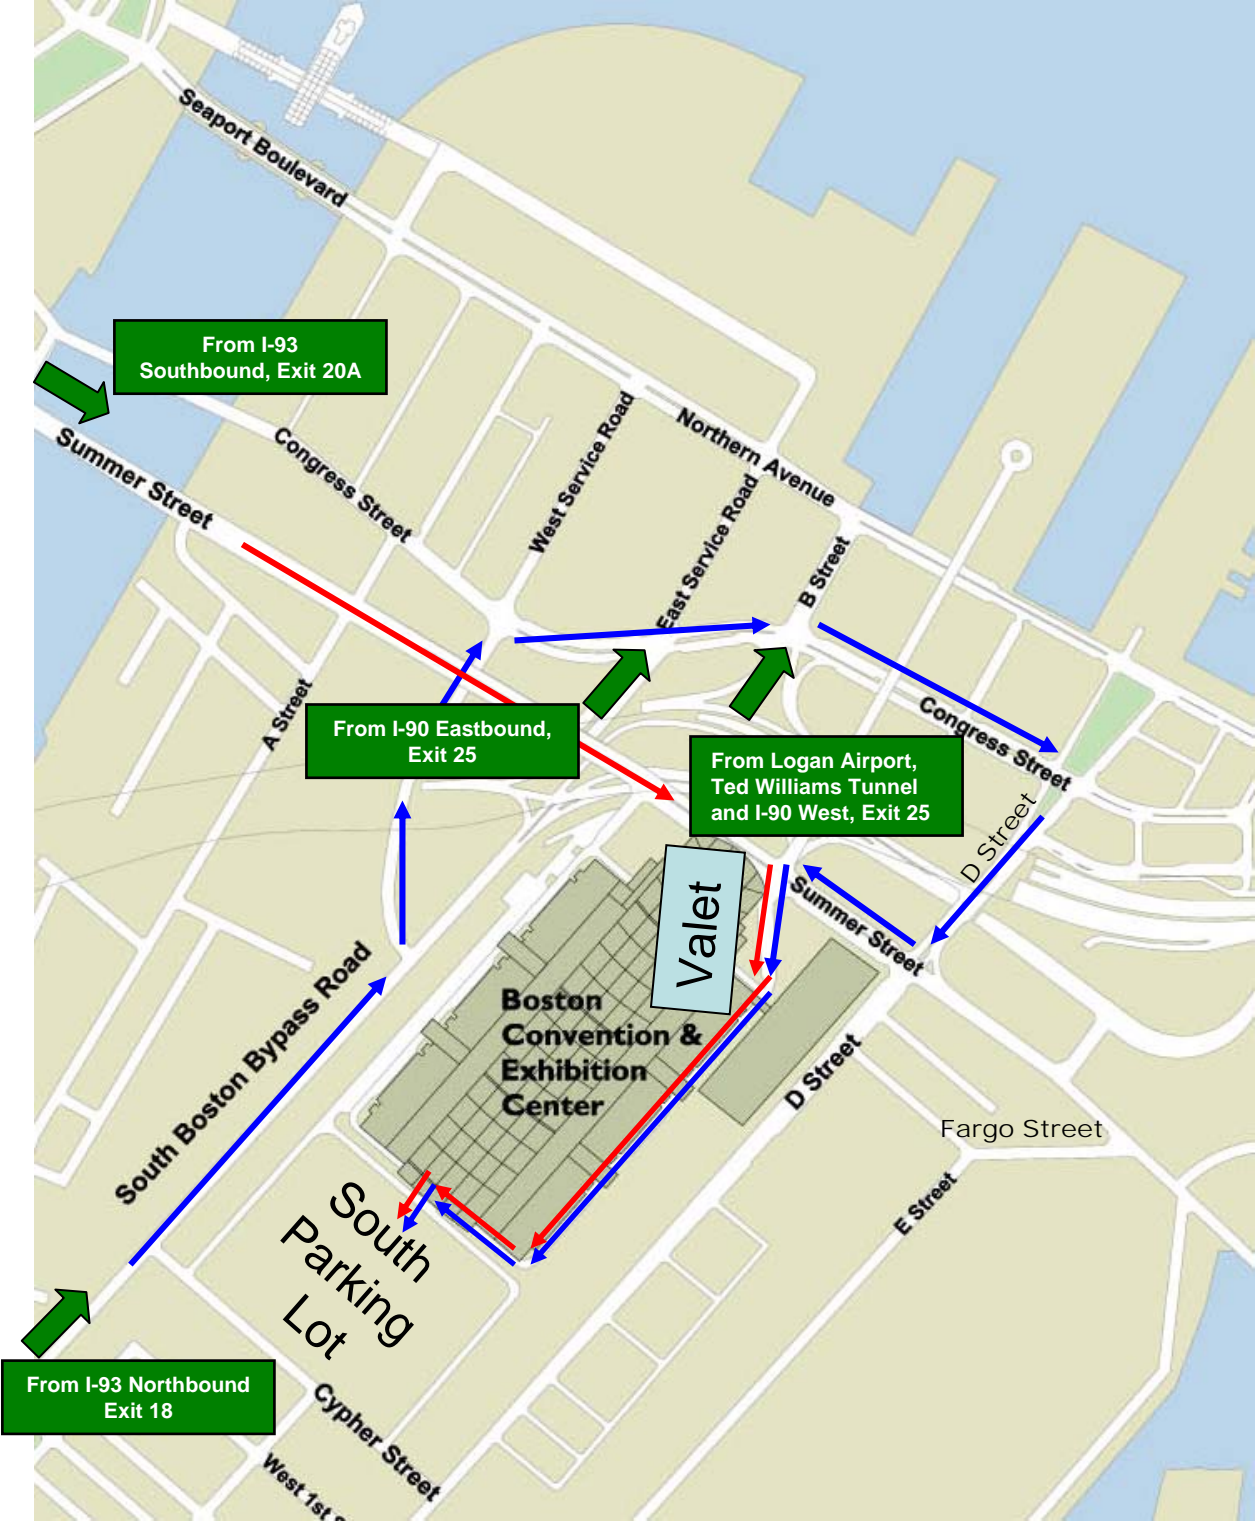 Seaport Boulevard
From I-93
Southbound, Exit 20A
Summer Street
Congress Street
West Service Road
Northern Avenue
East Service Road
B Street
A Street
From I-90 Eastbound,
Exit 25
Congress Street
From Logan Airport,
Ted Williams Tunnel
and I-90 West, Exit 25
D Street
Valet
Summer Street
South Boston Bypass Road
Boston
Convention &
Exhibition
Center
D Street
Fargo Street
E Street
South
Parking
Lot
From I-93 Northbound
Exit 18
Cypher Street
West 1st